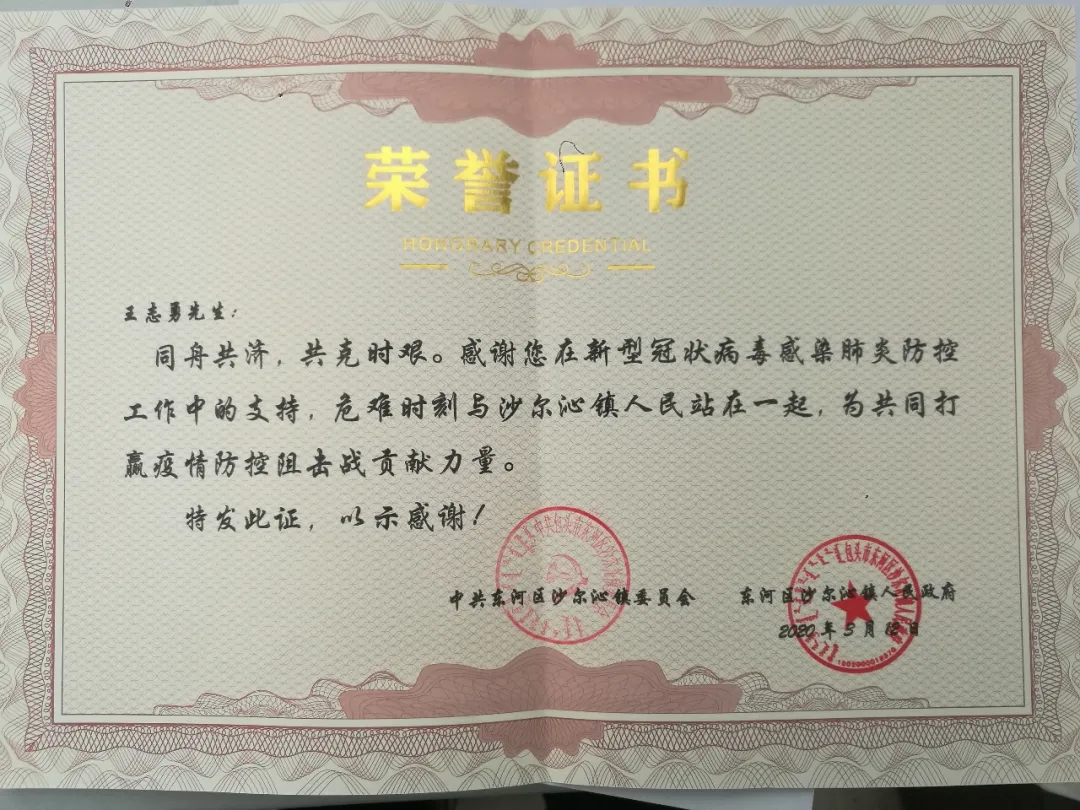 荣誉证书
HONORARY CREDENTIAL
王志勇先生：
同舟共济，共克时艰。感谢您在新型冠状病毒感染肺炎防控
工作中的支持，危难时刻与沙尔沁镇人民站在一起，为共同打
赢疫情防控阻击战贡献力量。
特发此证，以示感谢！
中共东河区沙尔沁镇委员会 东河区沙尔沁镇人民政府
2020年3月12日